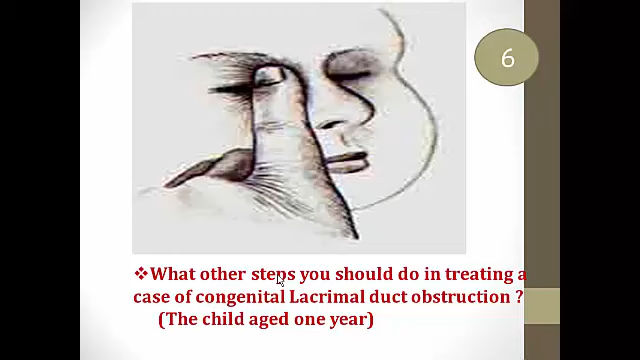 6
❖What other steps you should do in treating a
case of congenital Lacrimal duct obstruction ?
(The child aged one year)